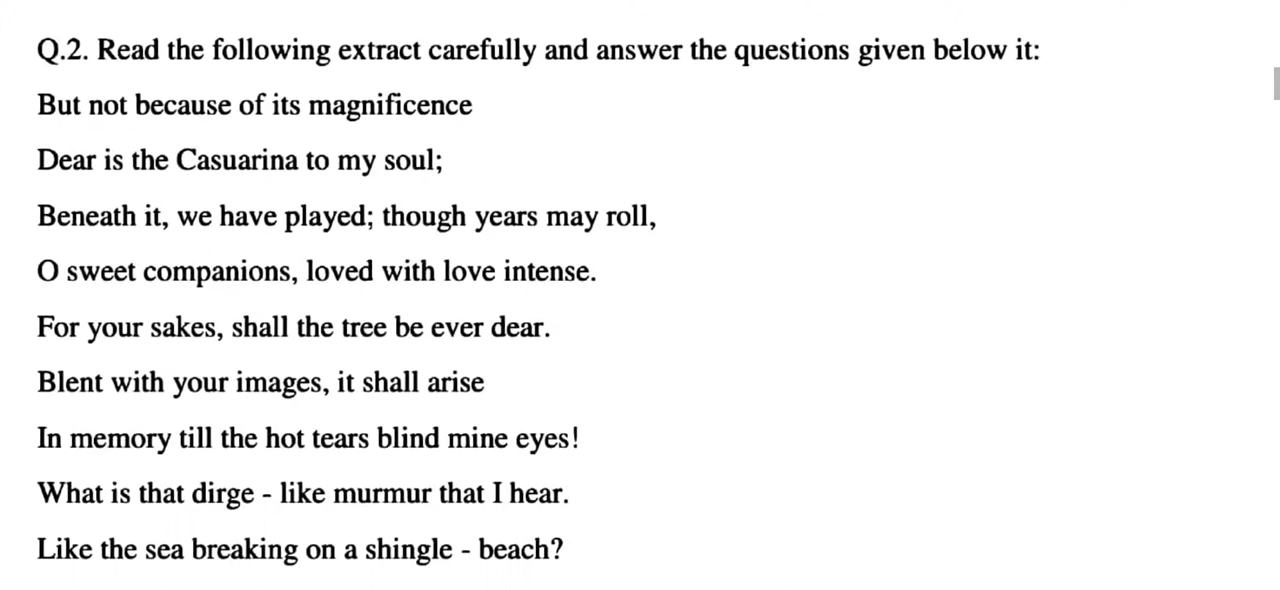 Q.2. Read the following extract carefully and answer the questions given below it:
But not because of its magnificence
Dear is the Casuarina to my soul;
Beneath it, we have played; though years may roll,
O sweet companions, loved with love intense.
For your sakes, shall the tree be ever dear.
Blent with your images, it shall arise
In memory till the hot tears blind mine eyes!
What is that dirge - like murmur that I hear.
Like the sea breaking on a shingle - beach?